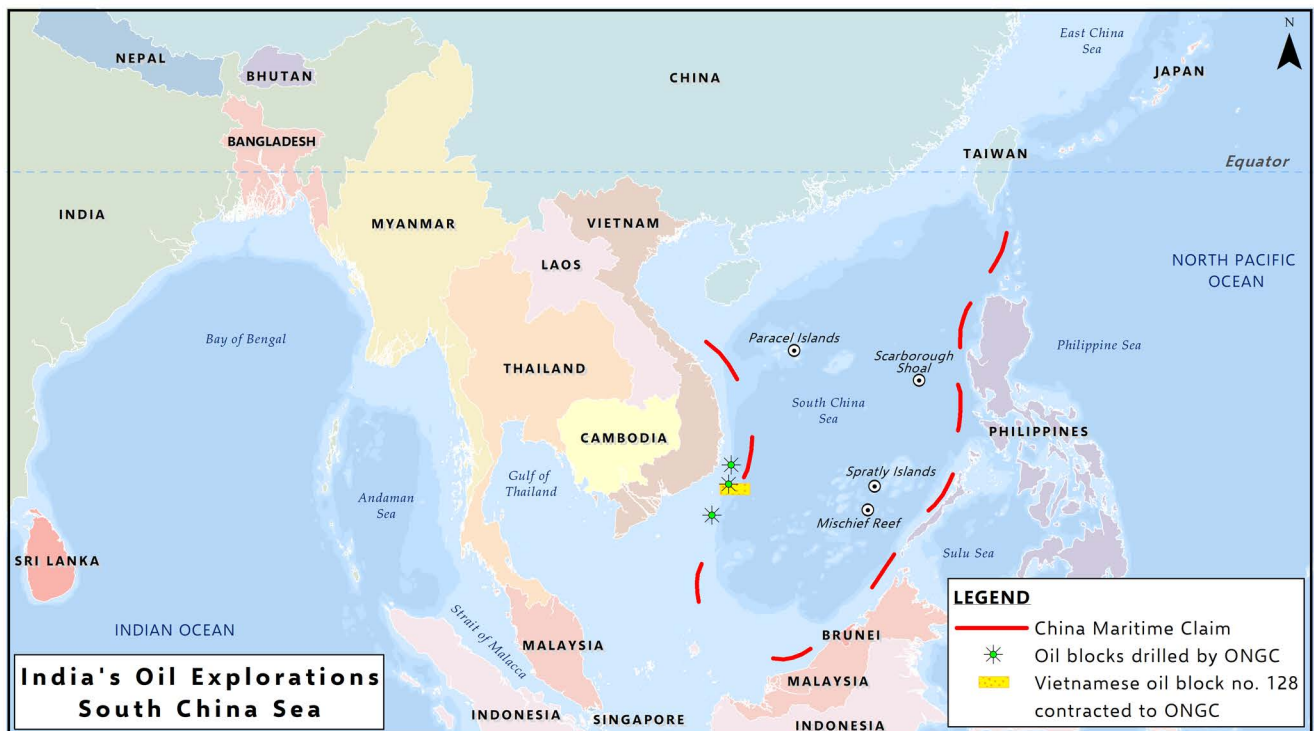 N
East China
Sea
NEPAL
BHUTAN
CHINA
JAPAN
BANGLADESH
TAIWAN
Equator
INDIA
MYANMAR
VIETNAM
LAOS
NORTH PACIFIC
OCEAN
Bay of Bengal
Paracel Islands
Philippine Sea
Scarborough
Shoal
THAILAND
South China
Sea
CAMBODIA
PHILIPPINES
Gulf of
Thailand
Spratly Islands
Andaman
Sea
Mischief Reef
SRI LANKA
Sulu Sea
INDIAN OCEAN
Strait of Malacca
MALAYSIA
BRUNEI
MALAYSIA
INDONESIA
SINGAPORE
INDONESIA
India's Oil Explorations
South China Sea
LEGEND
China Maritime Claim
Oil blocks drilled by ONGC
Vietnamese oil block no. 128
contracted to ONGC